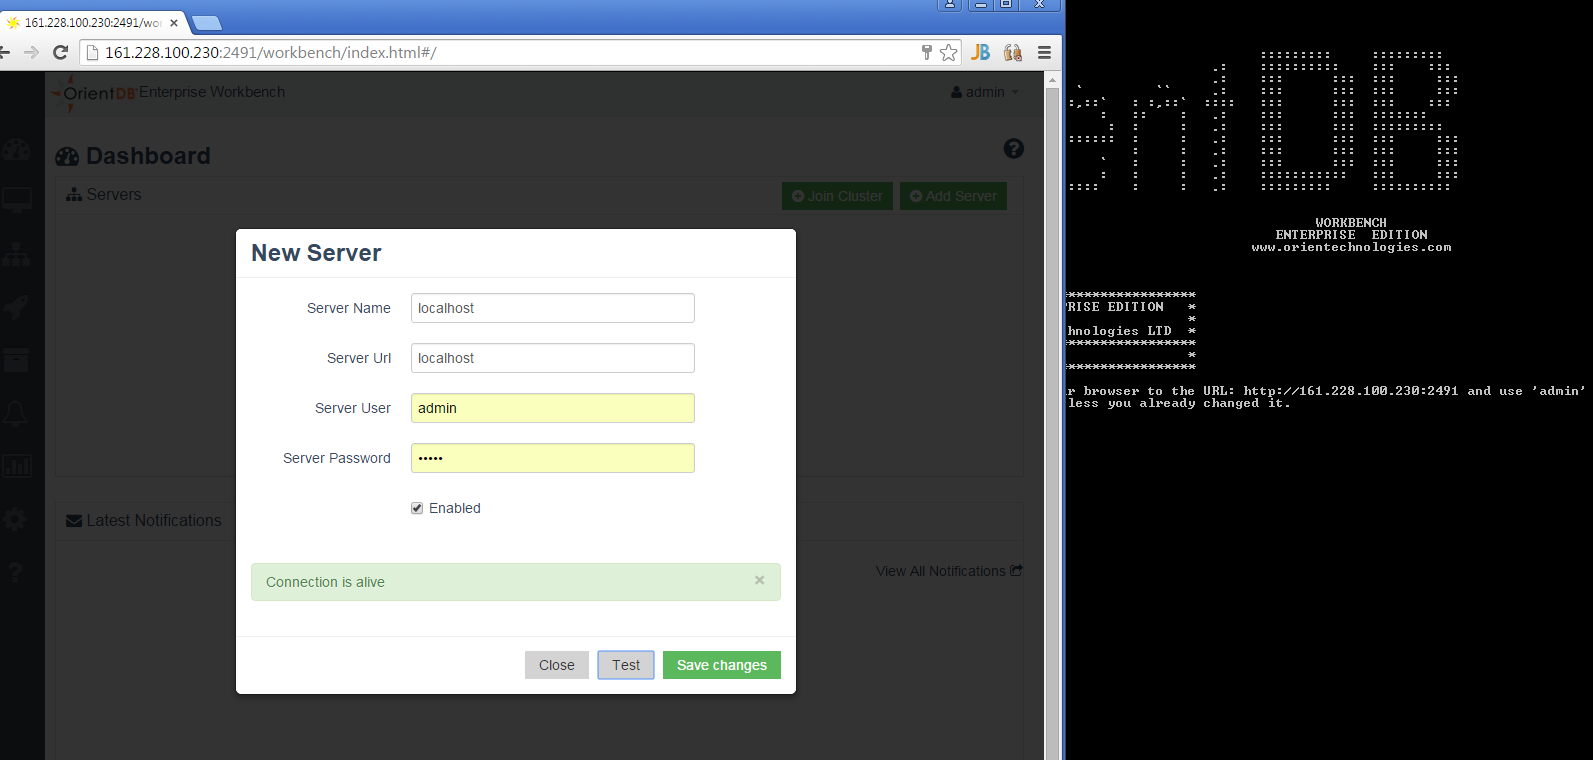 161.228.100.230:2491/wo
161.228.100.230:2491/workbench/index.html#/
JB
OrientDB Enterprise Workbench
admin
Dashboard
Servers
Join Cluster
Add Server
New Server
Server Name
localhost
Server Url
localhost
Server User
admin
Server Password
•••••
Enabled
Connection is alive
×
Close
Test
Save changes
Latest Notifications
View All Notifications
WORKBENCH
ENTERPRISE EDITION
www.orientechnologies.com
*****************
RISE EDITION *
*
hnologies LTD *
*****************
*
*****************
r browser to the URL: http://161.228.100.230:2491 and use 'admin'
less you already changed it.